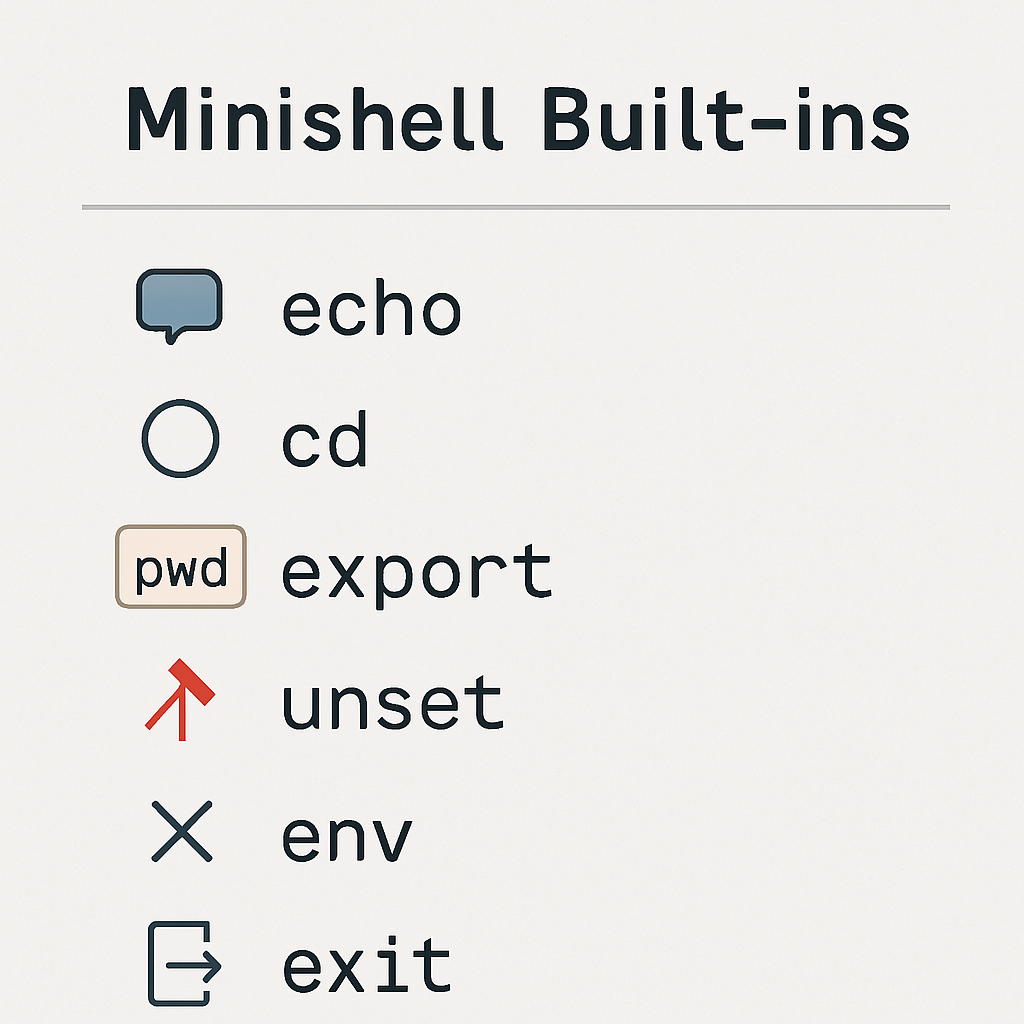 Minishell Built-ins
echo
cd
pwd export
unset
env
exit